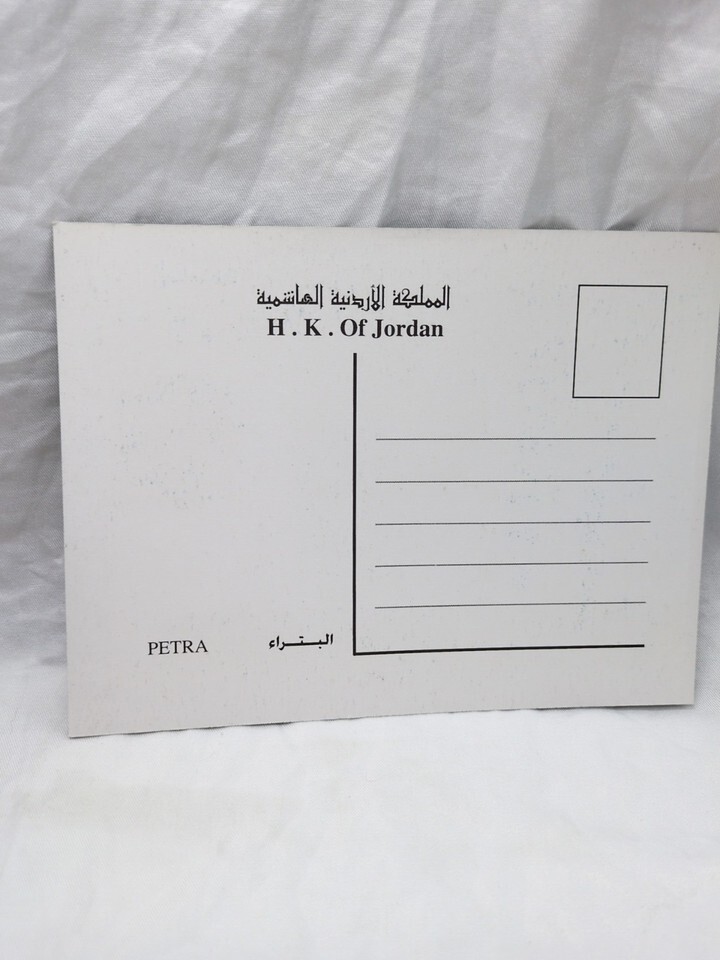 المملكة الأردنية الهاشمية
H . K . Of Jordan
PETRA البتراء